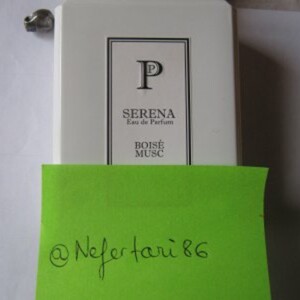 P
SERENA
Eau de Parfum
BOISÉ
MUSC
@Nefertari86